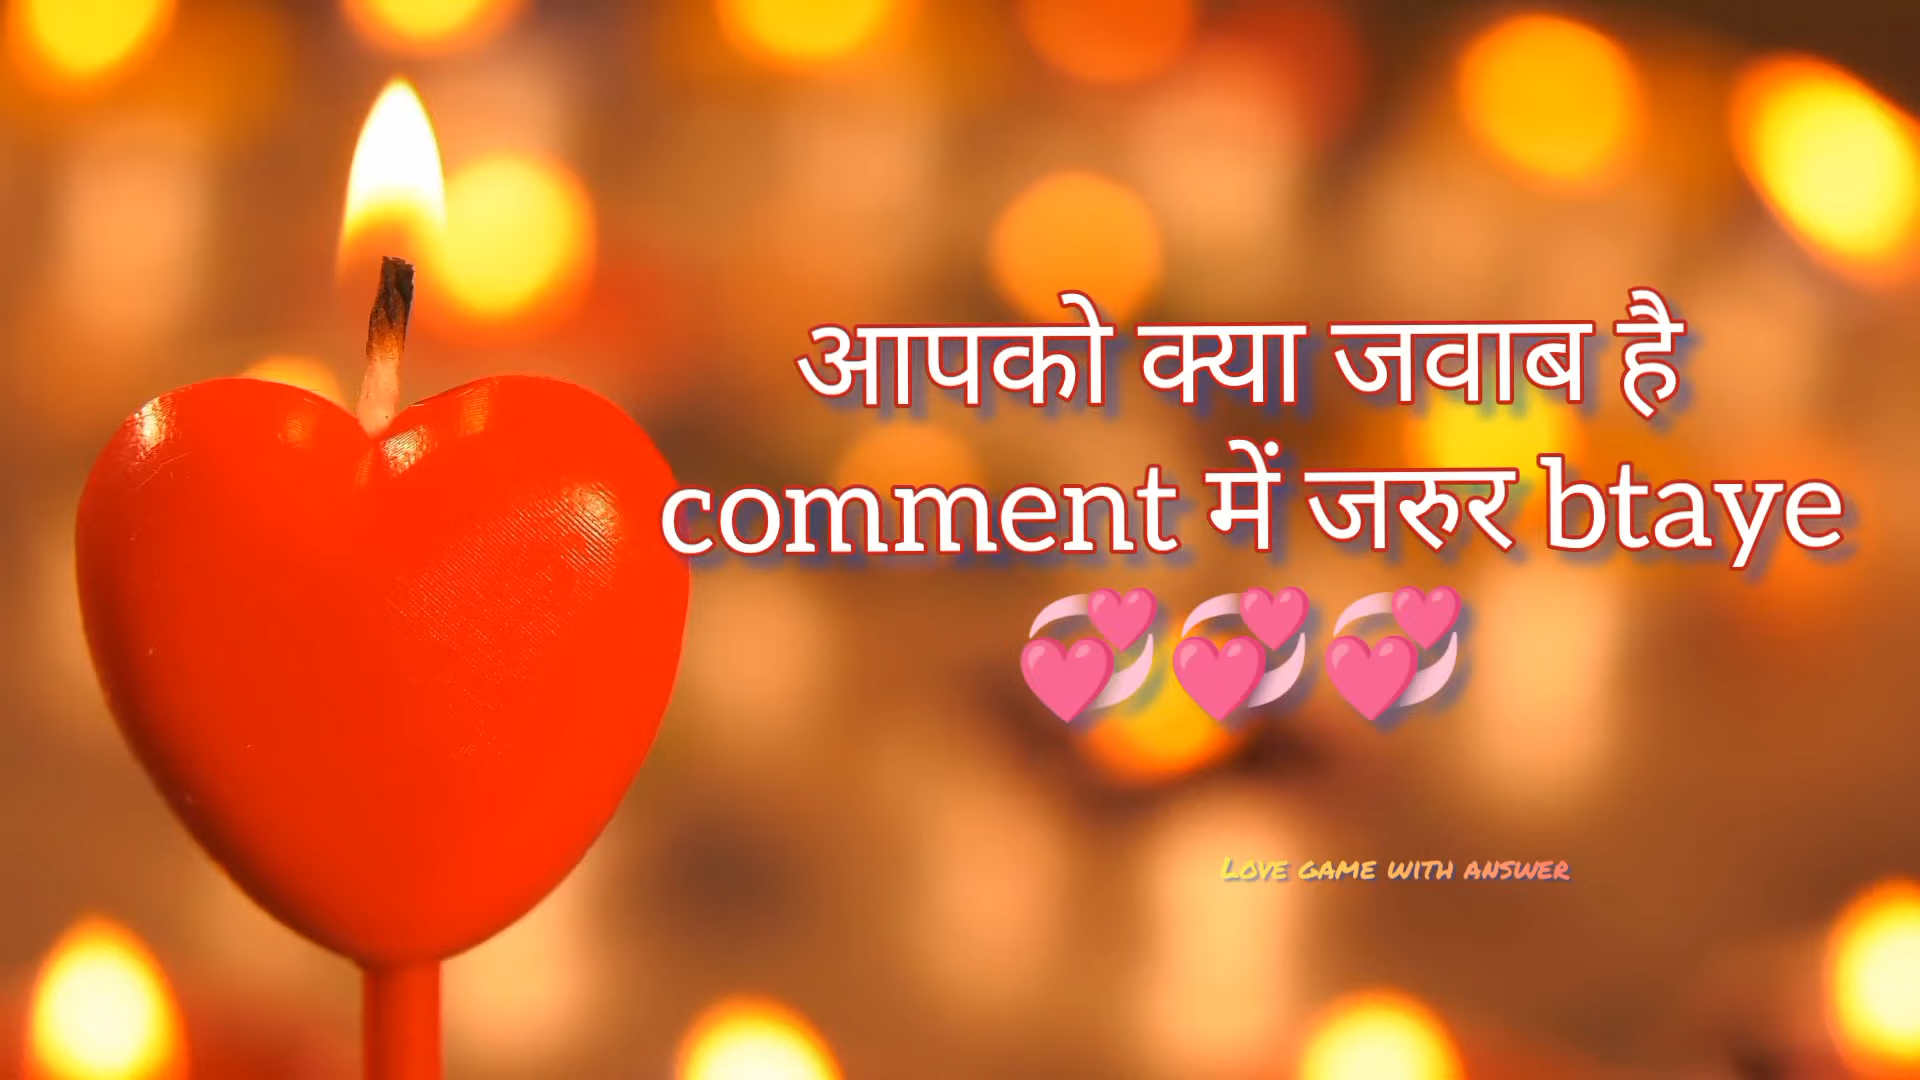 आपको क्या जवाब है
comment में जरुर btaye
💞💞💞
Love game with answer